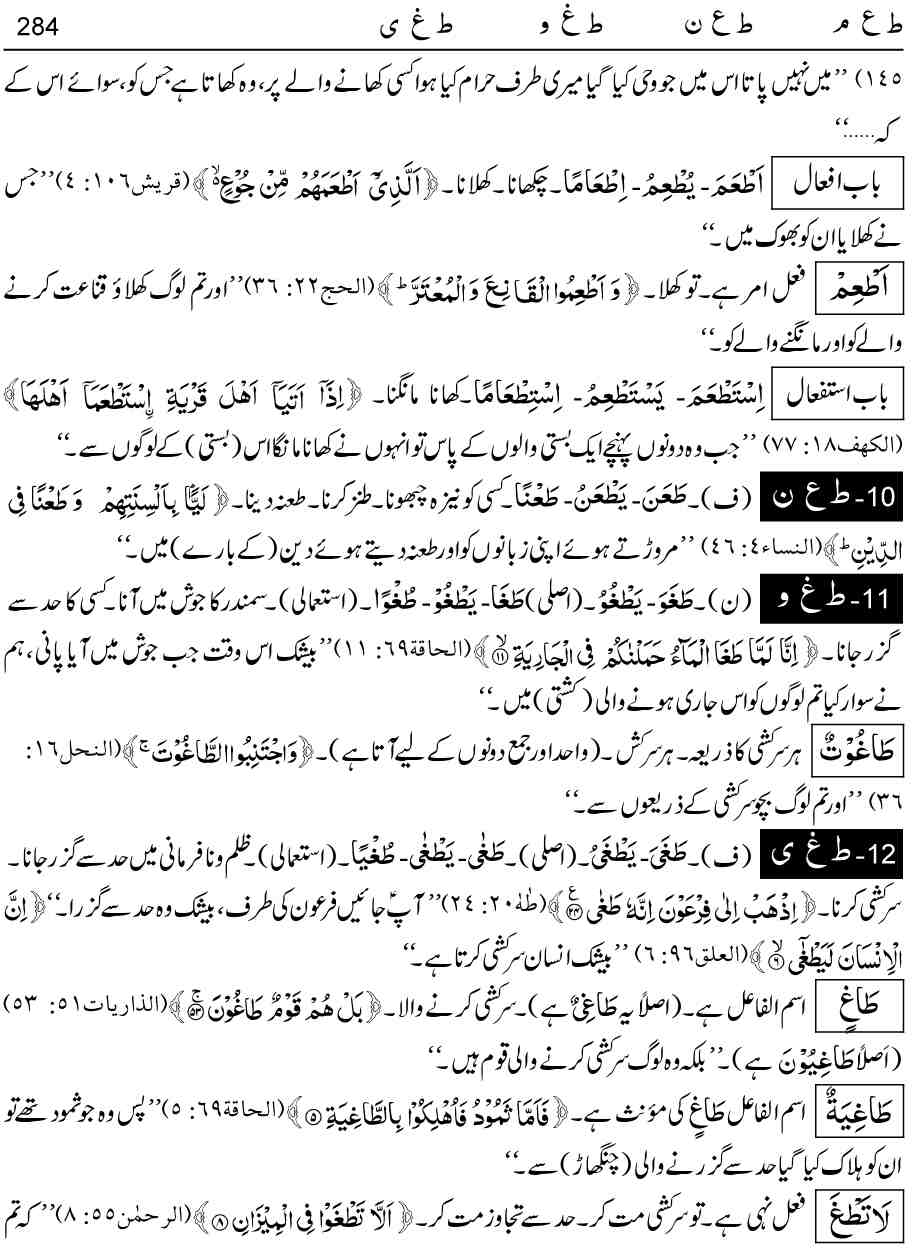 ط ع م ط ع ن ط غ و ط غ ی 284
١٤٥) ’’میں نہیں پاتا اس میں جو وحی کیا گیا میری طرف حرام کیا ہوا کسی کھانے والے پر، وہ کھاتا ہے جس کو، سوائے اس کے
کہ......‘‘
باب افعال اَطْعَمَ۔ یُطْعِمُ۔ اِطْعَامًا۔ چکھانا۔ کھلانا۔ ﴿اَلَّذِیْٓ اَطْعَمَہُمْ مِّنْ جُوْعٍ ۙ﴾ (قریش١٠٦: ٤) ’’جس
نے کھلایا ان کو بھوک میں۔‘‘
اَطْعِمْ فعل امر ہے۔ تو کھلا۔ ﴿وَ اَطْعِمُوا الْقَانِعَ وَ الْمُعْتَرَّ ؕ﴾ (الحج٢٢: ٣٦) ’’اور تم لوگ کھلاؤ قناعت کرنے
والے کو اور مانگنے والے کو۔‘‘
باب استفعال اِسْتَطْعَمَ۔ یَسْتَطْعِمُ۔ اِسْتِطْعَامًا۔ کھانا مانگنا۔ ﴿اِذَآ اَتَیَآ اَھْلَ قَرْیَةِ ِۨاسْتَطْعَمَآ اَھْلَھَا﴾
(الکھف١٨: ٧٧) ’’جب وہ دونوں پہنچے ایک بستی والوں کے پاس تو انہوں نے کھانا مانگا اس (بستی) کے لوگوں سے۔‘‘
10- ط ع ن (ف)۔ طَعَنَ۔ یَطْعَنُ۔ طَعْنًا۔ کسی کو نیزہ چبھونا۔ طنز کرنا۔ طعنہ دینا۔ ﴿لَیًّا بِاَلْسِنَتِهِمْ وَ طَعْنًا فِی
الدِّیْنِ ؕ﴾ (النساء٤: ٤٦) ’’مروڑتے ہوئے اپنی زبانوں کو اور طعنہ دیتے ہوئے دین (کے بارے) میں۔‘‘
11- ط غ و (ن)۔ طَغَوَ۔ یَطْغُوُ۔ (اصلی) طَغَا۔ یَطْغُوْ۔ طُغْوًا۔ (استعمالی)۔ سمندر کا جوش میں آنا۔ کسی کا حد سے
گزر جانا۔ ﴿اِنَّا لَمَّا طَغَا الْمَآءُ حَمَلْنٰكُمْ فِی الْجَارِیَةِ ۙ۝۱۱﴾ (الحاقة٦٩: ١١) ’’بیشک اس وقت جب جوش میں آیا پانی، ہم
نے سوار کیا تم لوگوں کو اس جاری ہونے والی (کشتی) میں۔‘‘
طَاغُوْتٌ ہر سرکشی کا ذریعہ۔ ہر سرکش۔ (واحد اور جمع دونوں کے لیے آتا ہے)۔ ﴿وَاجْتَنِبُوا الطَّاغُوْتَ ۚ﴾ (النحل١٦:
٣٦) ’’اور تم لوگ بچو سرکشی کے ذریعوں سے۔‘‘
12- ط غ ی (ف)۔ طَغَیَ۔ یَطْغَیُ۔ (اصلی)۔ طَغٰی۔ یَطْغٰی۔ طُغْیًا۔ (استعمالی)۔ ظلم و نافرمانی میں حد سے گزر جانا۔
سرکشی کرنا۔ ﴿اِذْهَبْ اِلٰی فِرْعَوْنَ اِنَّهٗ طَغٰی ۝۲۴﴾ (طٰهٰ٢٠: ٢٤) ’’آپؑ جائیں فرعون کی طرف، بیشک وہ حد سے گزرا۔‘‘ ﴿اِنَّ
الْاِنْسَانَ لَیَطْغٰۤی ۙ۝۶﴾ (العلق٩٦: ٦) ’’بیشک انسان سرکشی کرتا ہے۔‘‘
طَاغٍ اسم الفاعل ہے۔ (اصلاً یہ طَاغِیٌ ہے)۔ سرکشی کرنے والا۔ ﴿بَلْ هُمْ قَوْمٌ طَاغُوْنَ ۚ۝۵۳﴾ (الذاریات٥١: ٥٣)
(اَصلاً طَاغِیُوْنَ ہے)۔ ’’بلکہ وہ لوگ سرکشی کرنے والی قوم ہیں۔‘‘
طَاغِیَةٌ اسم الفاعل طَاغٍ کی مؤنث ہے۔ ﴿فَاَمَّا ثَمُوْدُ فَاُهْلِكُوْا بِالطَّاغِیَةِ ۝۵﴾ (الحاقة٦٩: ٥) ’’پس وہ جو ثمود تھے تو
ان کو ہلاک کیا گیا حد سے گزرنے والی (چنگھاڑ) سے۔‘‘
لَا تَطْغَ فعل نہی ہے۔ تو سرکشی مت کر۔ حد سے تجاوز مت کر۔ ﴿اَلَّا تَطْغَوْا فِی الْمِیْزَانِ ۝۸﴾ (الرحمٰن٥٥: ٨) ’’کہ تم